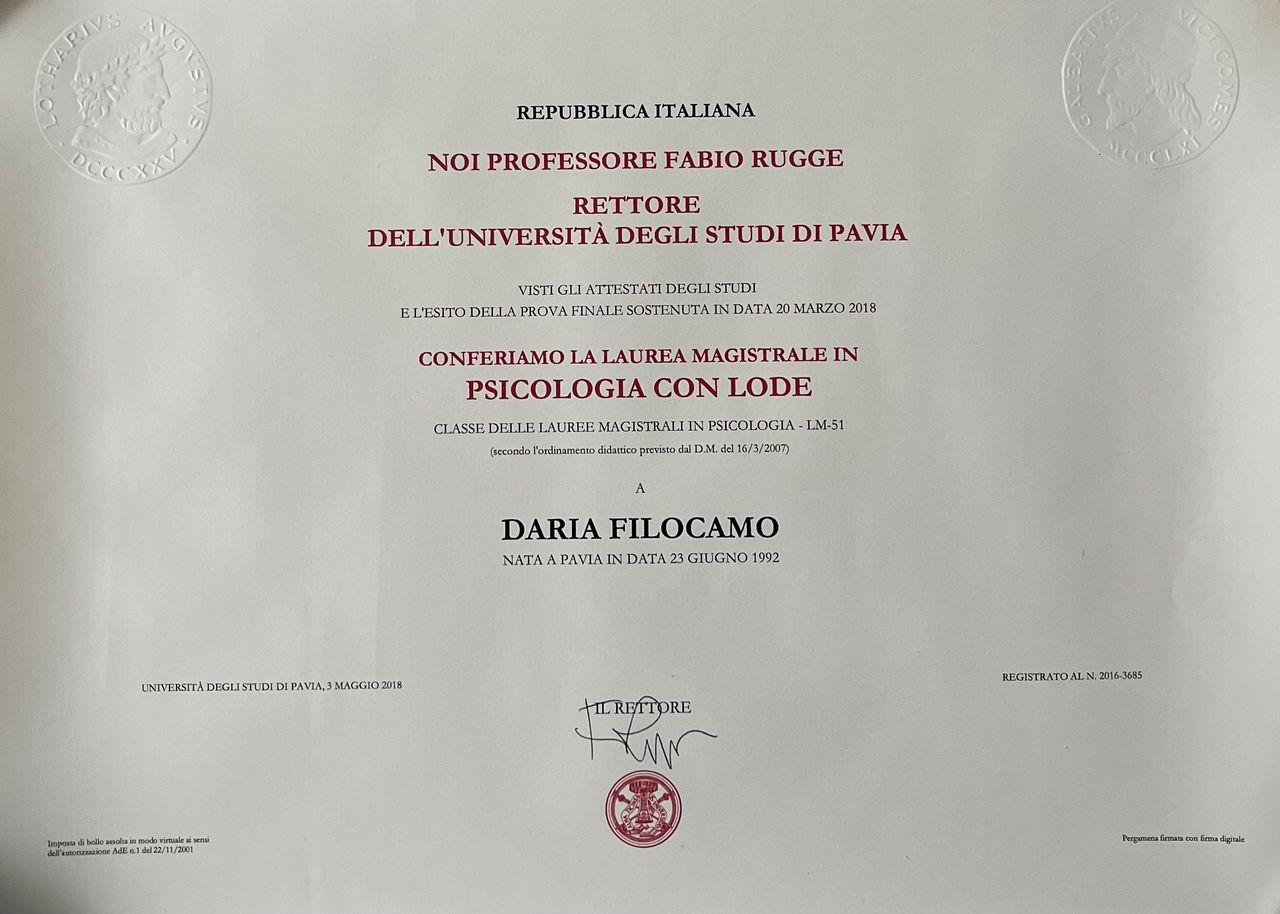 LOTHARIVS AVGVSTVS
DCCCXXV
GALEATIVS VICECOMES
MCCCLXI
REPUBBLICA ITALIANA
NOI PROFESSORE FABIO RUGGE
RETTORE
DELL'UNIVERSITÀ DEGLI STUDI DI PAVIA
VISTI GLI ATTESTATI DEGLI STUDI
E L'ESITO DELLA PROVA FINALE SOSTENUTA IN DATA 20 MARZO 2018
CONFERIAMO LA LAUREA MAGISTRALE IN
PSICOLOGIA CON LODE
CLASSE DELLE LAUREE MAGISTRALI IN PSICOLOGIA - LM-51
(secondo l'ordinamento didattico previsto dal D.M. del 16/3/2007)
A
DARIA FILOCAMO
NATA A PAVIA IN DATA 23 GIUGNO 1992
UNIVERSITÀ DEGLI STUDI DI PAVIA, 3 MAGGIO 2018
REGISTRATO AL N. 2016-3685
IL RETTORE
Imposta di bollo assolta in modo virtuale ai sensi
dell'autorizzazione AdE n.1 del 22/11/2001
Pergamena firmata con firma digitale